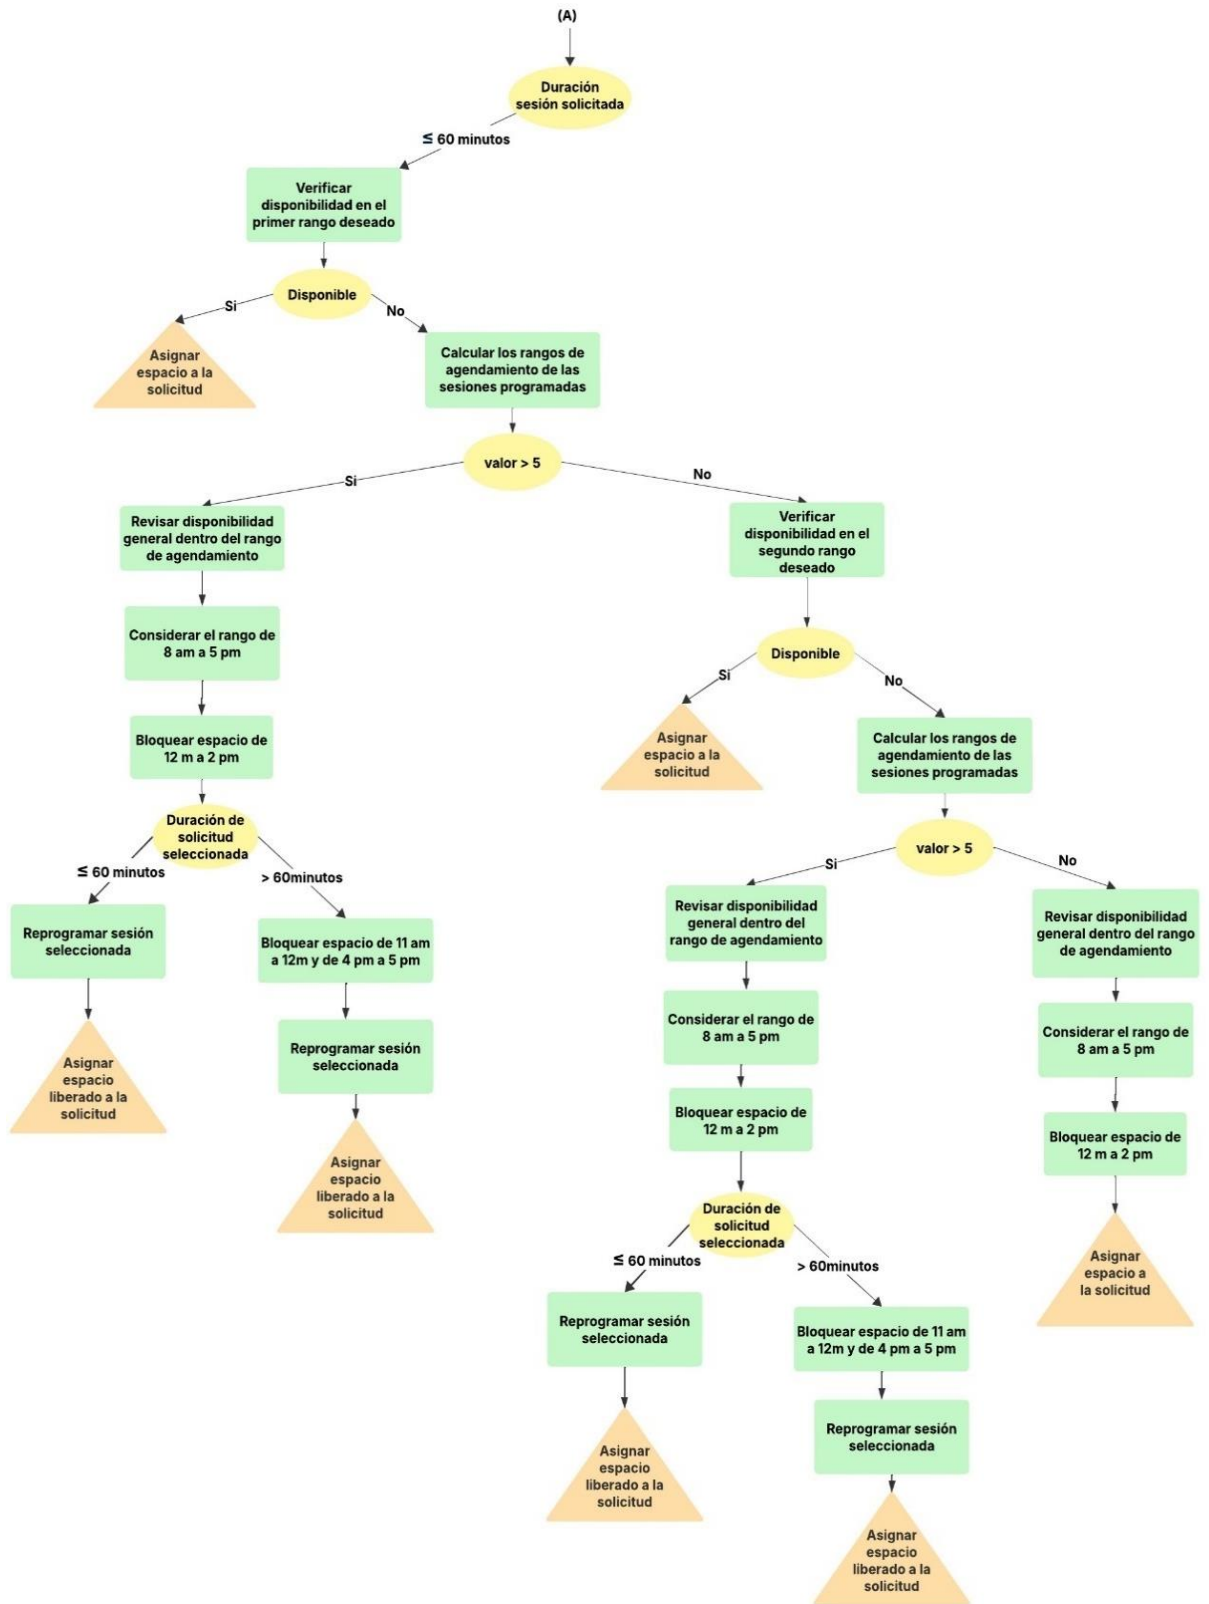 (A)
Duración
sesión solicitada
≤ 60 minutos
Verificar
disponibilidad en el
primer rango deseado
Disponible
Si
No
Asignar
espacio a la
solicitud
Calcular los rangos de
agendamiento de las
sesiones programadas
valor > 5
Si
No
Revisar disponibilidad
general dentro del rango
de agendamiento
Verificar
disponibilidad en el
segundo rango
deseado
Considerar el rango de
8 am a 5 pm
Disponible
Si
No
Bloquear espacio de
12 m a 2 pm
Asignar
espacio a la
solicitud
Calcular los rangos de
agendamiento de las
sesiones programadas
Duración de
solicitud
seleccionada
≤ 60 minutos
> 60minutos
valor > 5
Si
No
Reprogramar sesión
seleccionada
Bloquear espacio de 11 am
a 12m y de 4 pm a 5 pm
Revisar disponibilidad
general dentro del
rango de agendamiento
Revisar disponibilidad
general dentro del rango
de agendamiento
Asignar
espacio
liberado a la
solicitud
Reprogramar sesión
seleccionada
Considerar el rango de
8 am a 5 pm
Considerar el rango de
8 am a 5 pm
Asignar
espacio
liberado a la
solicitud
Bloquear espacio de
12 m a 2 pm
Bloquear espacio de
12 m a 2 pm
Duración de
solicitud
seleccionada
≤ 60 minutos
> 60minutos
Asignar
espacio a
la solicitud
Reprogramar sesión
seleccionada
Bloquear espacio de 11 am
a 12m y de 4 pm a 5 pm
Asignar
espacio
liberado a la
solicitud
Reprogramar sesión
seleccionada
Asignar
espacio
liberado a la
solicitud